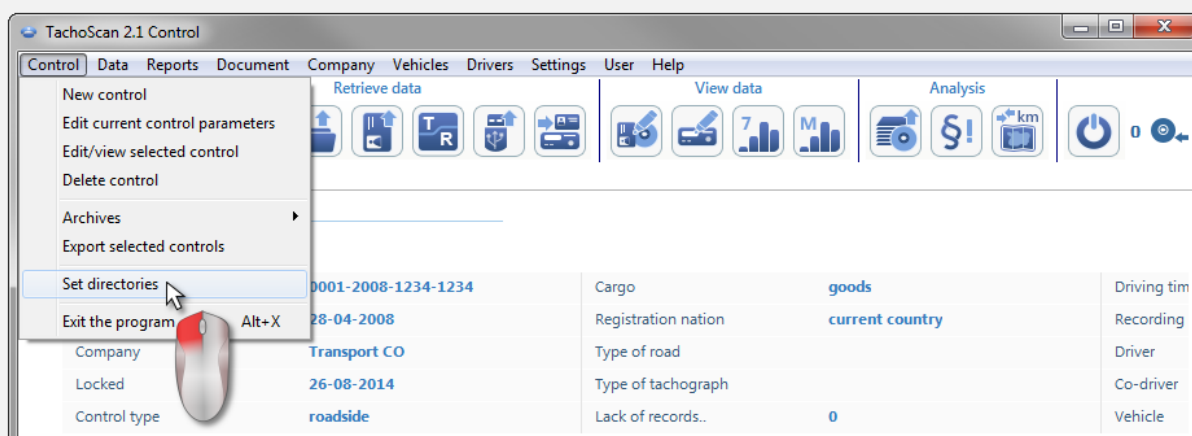 TachoScan 2.1 Control
Control Data Reports Document Company Vehicles Drivers Settings User Help
New control
Edit current control parameters
Edit/view selected control
Delete control
Archives
Export selected controls
Set directories
Exit the program Alt+X
Retrieve data View data Analysis
T R 7 M §! km 0
0001-2008-1234-1234 Cargo goods Driving tim
28-04-2008 Registration nation current country Recording
Company Transport CO Type of road Driver
Locked 26-08-2014 Type of tachograph Co-driver
Control type roadside Lack of records.. 0 Vehicle